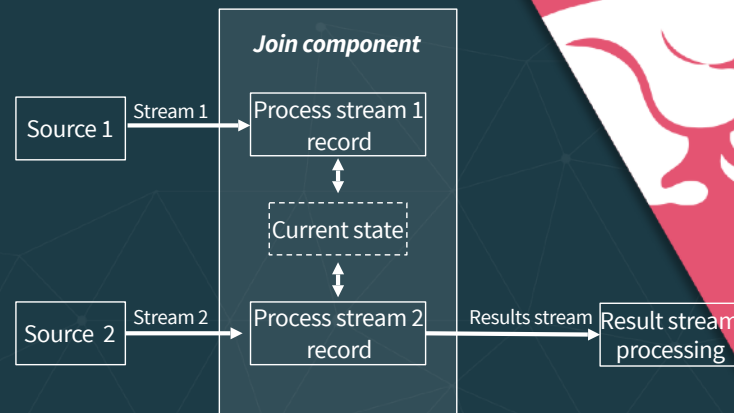 Join component
Source 1
Stream 1
Process stream 1
record
Current state
Source 2
Stream 2
Process stream 2
record
Results stream
Result stream
processing